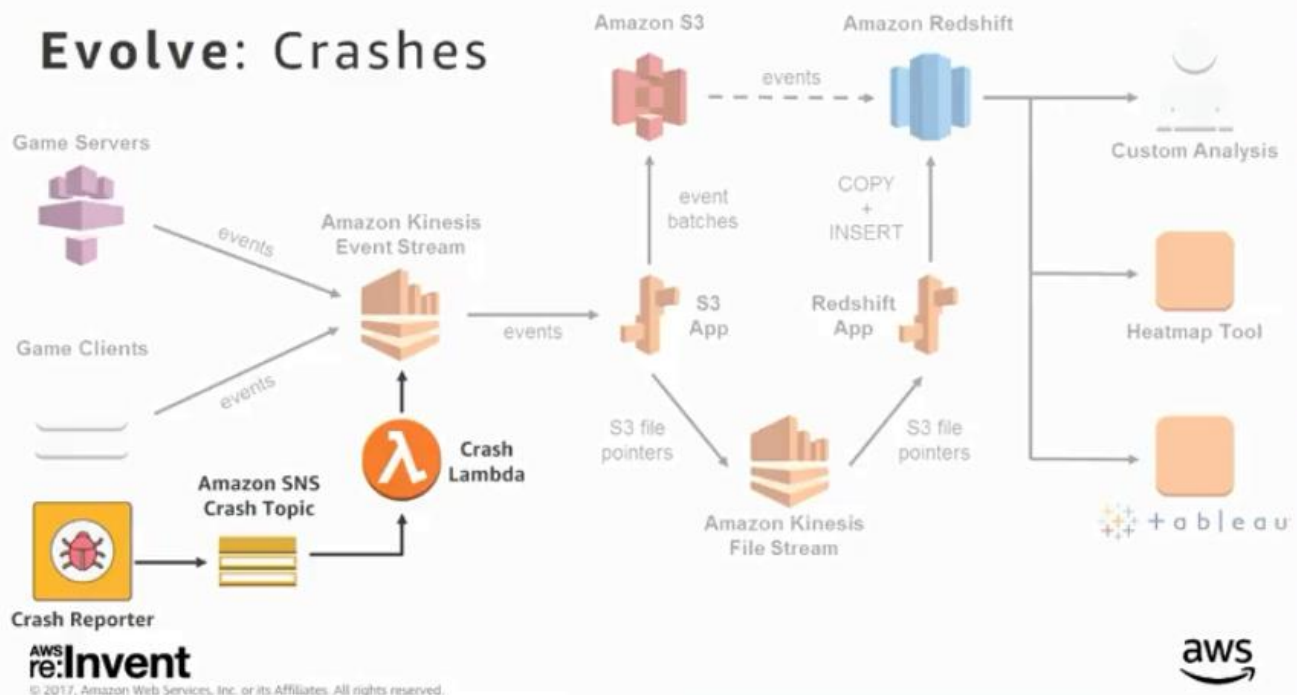 Evolve: Crashes
Amazon S3
Amazon Redshift
events
Game Servers
Custom Analysis
events
Amazon Kinesis
Event Stream
event
batches
COPY
+
INSERT
S3
App
Redshift
App
events
Heatmap Tool
Game Clients
events
S3 file
pointers
S3 file
pointers
λ
Crash
Lambda
Amazon SNS
Crash Topic
Amazon Kinesis
File Stream
+ableau
Crash Reporter
AWS
re:Invent
© 2017, Amazon Web Services, Inc. or its Affiliates. All rights reserved.
aws